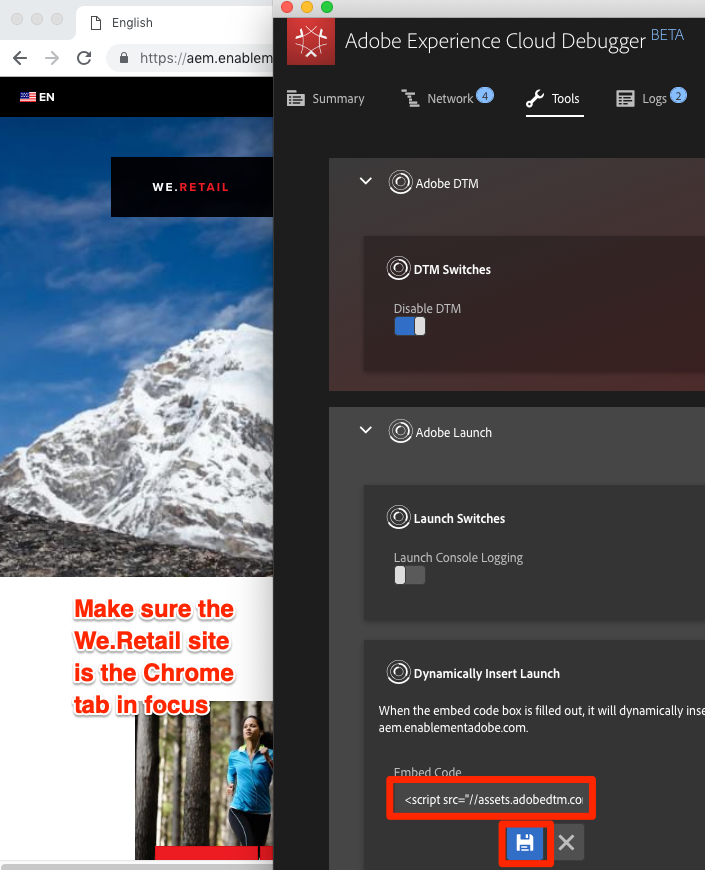 English
https://aem.enablem
EN
WE.RETAIL
Make sure the
We.Retail site
is the Chrome
tab in focus
Adobe Experience Cloud Debugger BETA
Summary
Network 4
Tools
Logs 2
Adobe DTM
DTM Switches
Disable DTM
Adobe Launch
Launch Switches
Launch Console Logging
Dynamically Insert Launch
When the embed code box is filled out, it will dynamically inse
aem.enablementadobe.com.
Embed Code
<script src="//assets.adobedtm.co